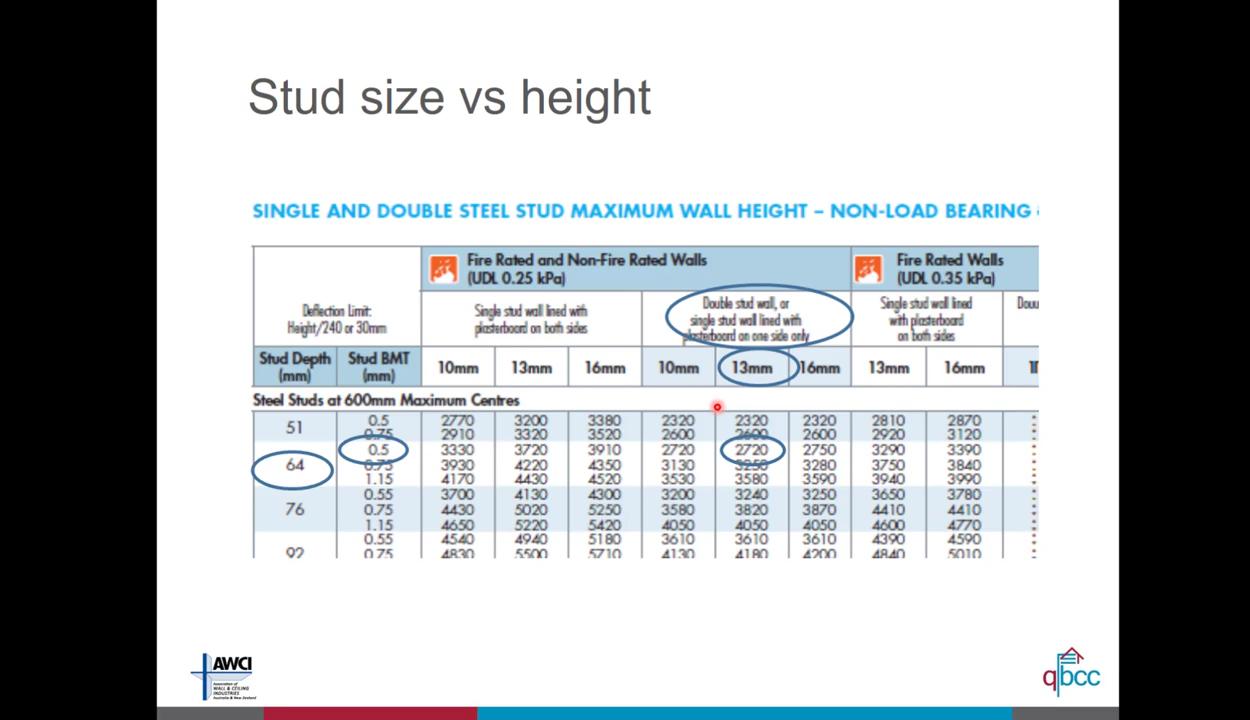 Stud size vs height
SINGLE AND DOUBLE STEEL STUD MAXIMUM WALL HEIGHT – NON-LOAD BEARING
Fire Rated and Non-Fire Rated Walls
(UDL 0.25 kPa)
Fire Rated Walls
(UDL 0.35 kPa)
Deflection Limit:
Height/240 or 30mm
Single stud wall lined with
plasterboard on both sides
Double stud wall, or
single stud wall lined with
plasterboard on one side only
Single stud wall lined
with plasterboard
on both sides
Stud Depth
(mm)
Stud BMT
(mm)
10mm 13mm 16mm 10mm 13mm 16mm 13mm 16mm
Steel Studs at 600mm Maximum Centres
51
0.5 2770 3200 3380 2320 2320 2320 2810 2870
0.75 2910 3320 3520 2600 2600 2600 2920 3120
64
0.5 3330 3720 3910 2720 2720 2750 3290 3390
0.75 3930 4220 4350 3130 3250 3280 3750 3840
1.15 4170 4430 4520 3530 3580 3590 3940 3990
76
0.55 3700 4130 4300 3200 3240 3250 3650 3780
0.75 4430 5020 5250 3580 3820 3870 4410 4410
1.15 4650 5220 5420 4050 4050 4050 4600 4770
92
0.55 4540 4940 5180 3610 3610 3610 4390 4590
0.75 4830 5500 5710 4130 4180 4200 4840 5010
AWCI
Association of
WALL & CEILING
INDUSTRIES
Australia & New Zealand
qbcc